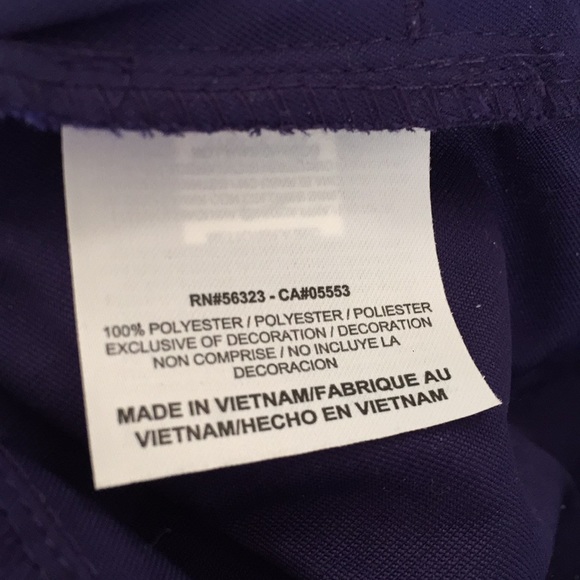 RN#56323 - CA#05553
100% POLYESTER / POLYESTER / POLIESTER
EXCLUSIVE OF DECORATION / DECORATION
NON COMPRISE / NO INCLUYE LA
DECORACION
MADE IN VIETNAM/FABRIQUE AU
VIETNAM/HECHO EN VIETNAM